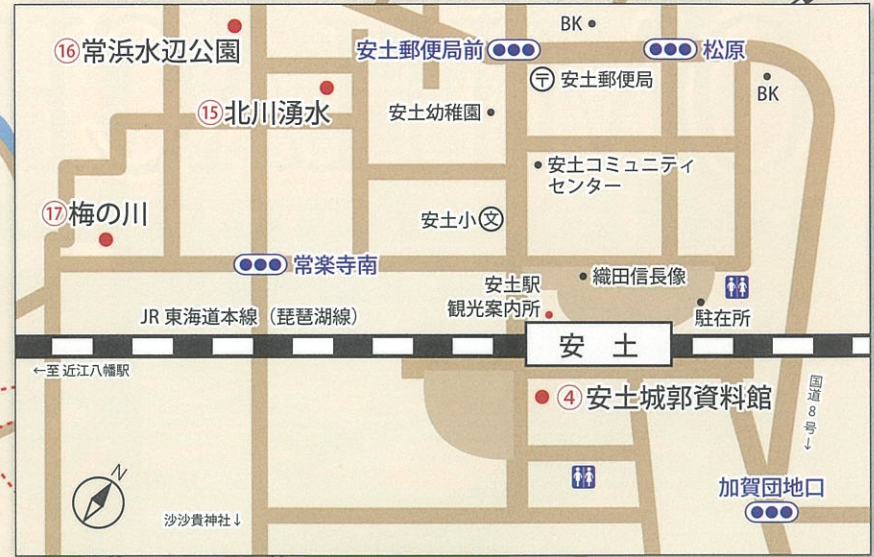 ⑯常浜水辺公園
安土郵便局前
BK
松原
〒 安土郵便局
BK
⑮北川湧水
安土幼稚園
安土コミュニティ
センター
⑰梅の川
安土小 文
常楽寺南
安土駅
観光案内所
織田信長像
駐在所
JR 東海道本線（琵琶湖線）
安 土
←至 近江八幡駅
④安土城郭資料館
国道8号↓
加賀団地口
N
沙沙貴神社↓